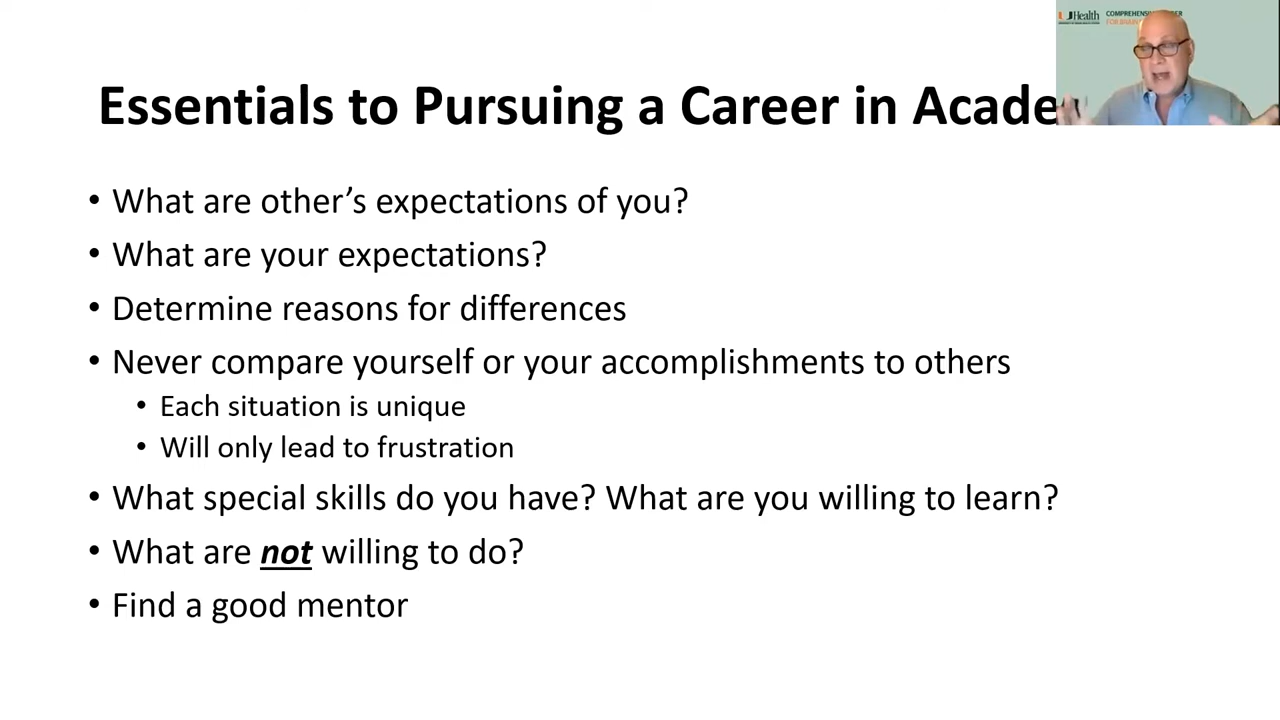 Essentials to Pursuing a Career in Acade
UHealth
COMPREHENSIVE
FOR BRAIN
• What are other’s expectations of you?
• What are your expectations?
• Determine reasons for differences
• Never compare yourself or your accomplishments to others
• Each situation is unique
• Will only lead to frustration
• What special skills do you have? What are you willing to learn?
• What are not willing to do?
• Find a good mentor